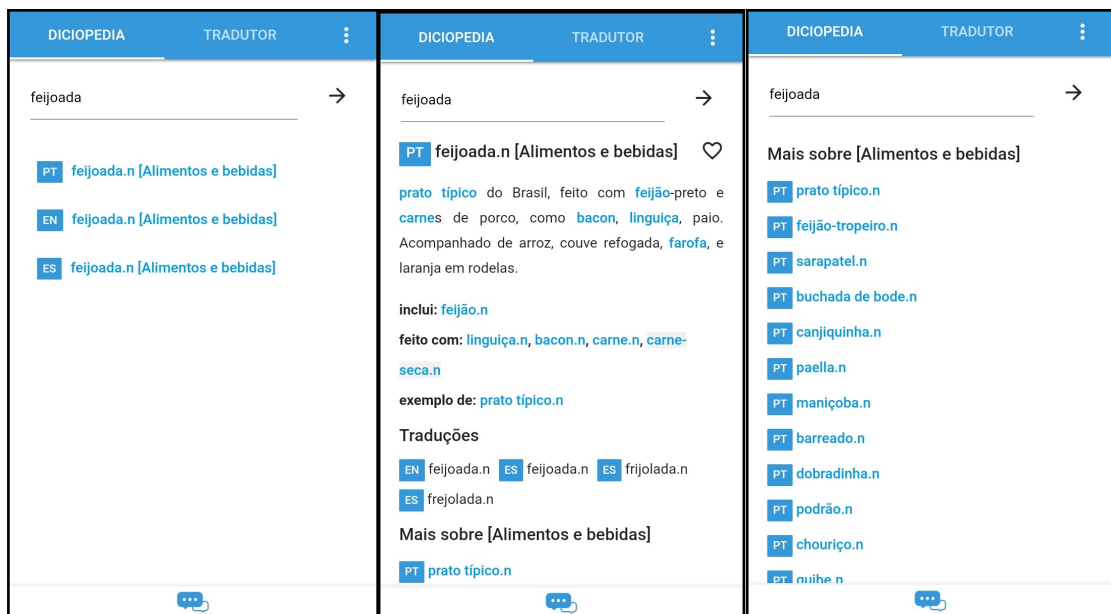 DICIOPEDIA TRADUTOR
feijoada
PT feijoada.n [Alimentos e bebidas]
EN feijoada.n [Alimentos e bebidas]
ES feijoada.n [Alimentos e bebidas]
DICIOPEDIA TRADUTOR
feijoada
PT feijoada.n [Alimentos e bebidas]
prato típico do Brasil, feito com feijão-preto e
carnes de porco, como bacon, linguiça, paio.
Acompanhado de arroz, couve refogada, farofa, e
laranja em rodelas.
inclui: feijão.n
feito com: linguiça.n, bacon.n, carne.n, carne-
seca.n
exemplo de: prato típico.n
Traduções
EN feijoada.n ES feijoada.n ES frijolada.n
ES frejolada.n
Mais sobre [Alimentos e bebidas]
PT prato típico.n
DICIOPEDIA TRADUTOR
feijoada
Mais sobre [Alimentos e bebidas]
PT prato típico.n
PT feijão-tropeiro.n
PT sarapatel.n
PT buchada de bode.n
PT canjiquinha.n
PT paella.n
PT maniçoba.n
PT barreado.n
PT dobradinha.n
PT podrão.n
PT chouriço.n
PT quibe.n